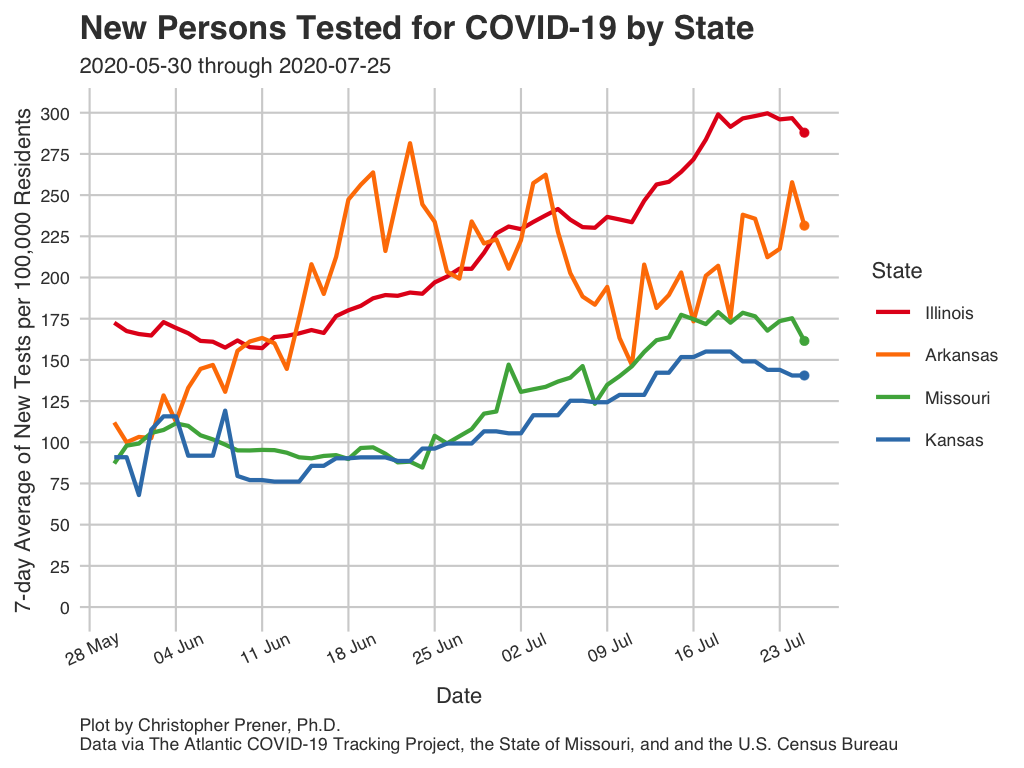 New Persons Tested for COVID-19 by State
2020-05-30 through 2020-07-25
7-day Average of New Tests per 100,000 Residents
300
275
250
225
200
175
150
125
100
75
50
25
0
28 May
04 Jun
11 Jun
18 Jun
25 Jun
02 Jul
09 Jul
16 Jul
23 Jul
Date
State
Illinois
Arkansas
Missouri
Kansas
Plot by Christopher Prener, Ph.D.
Data via The Atlantic COVID-19 Tracking Project, the State of Missouri, and and the U.S. Census Bureau